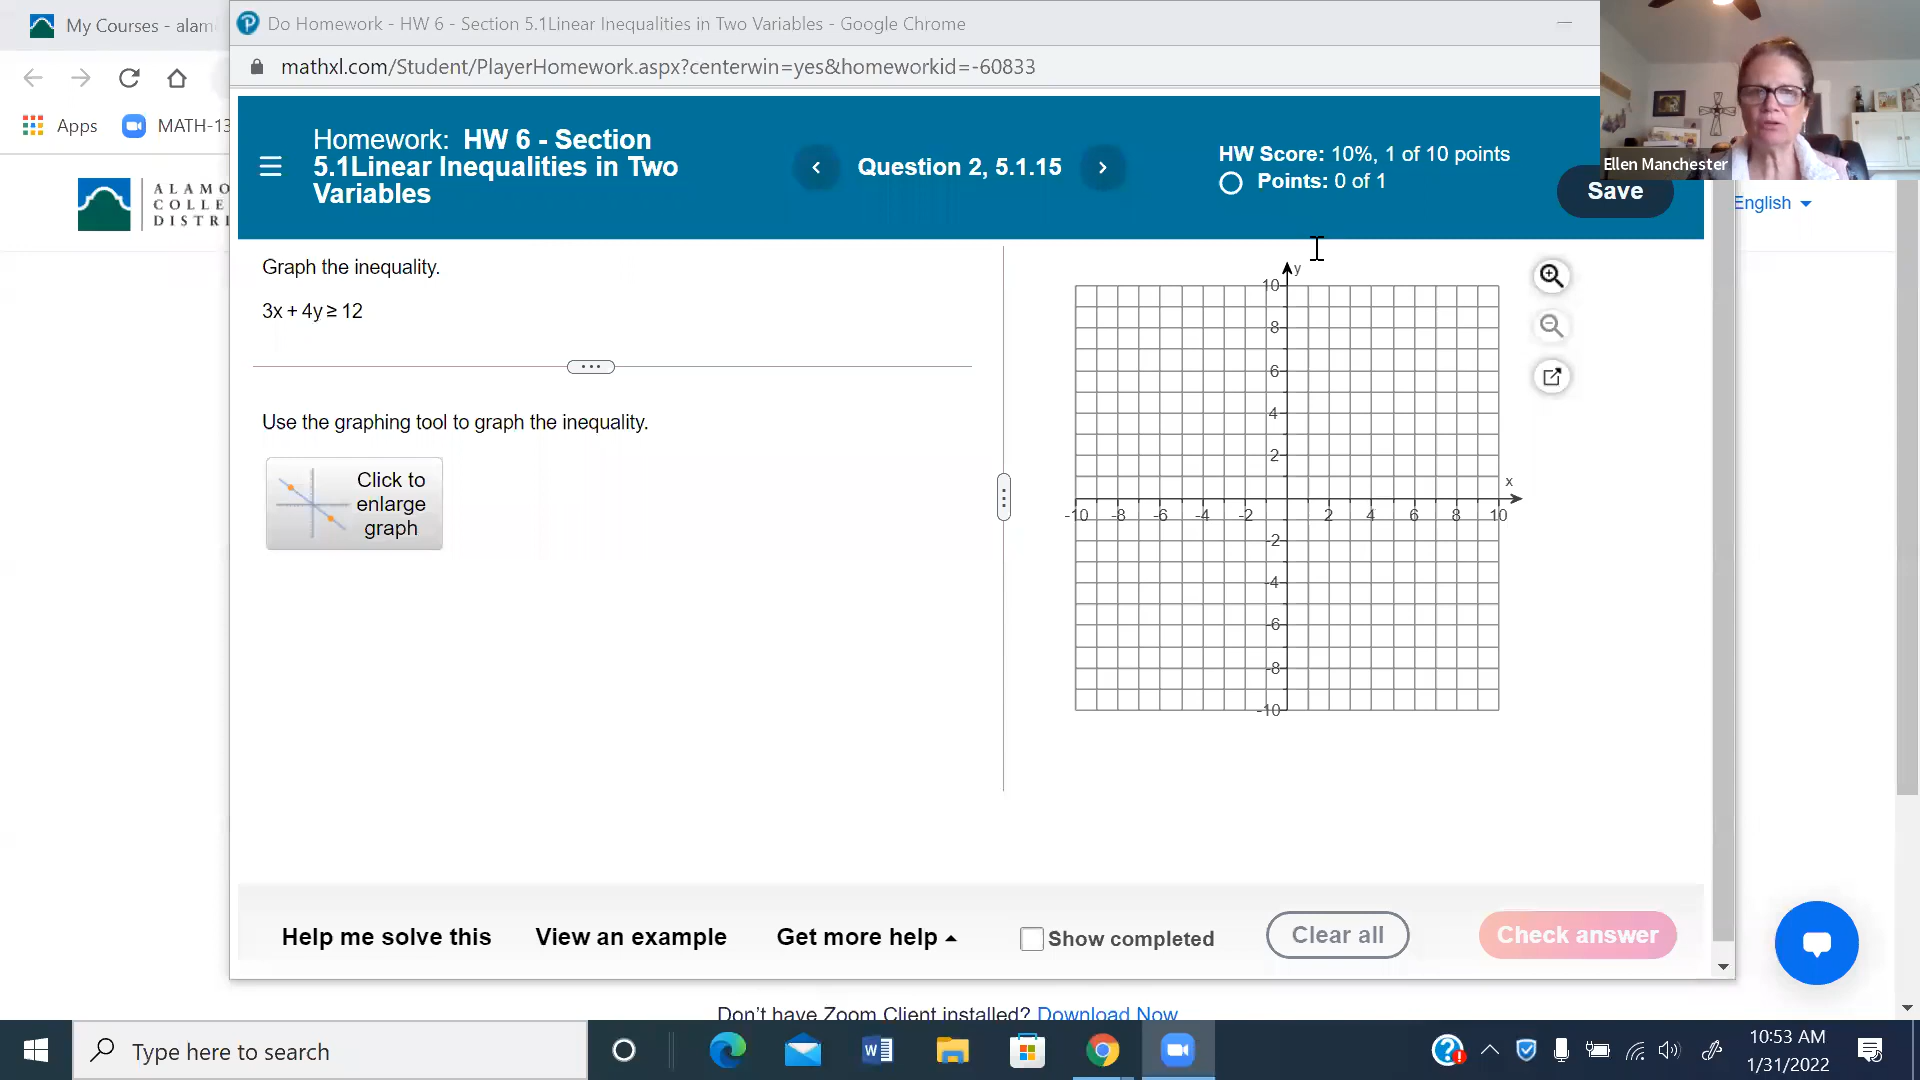 My Courses - alam
Do Homework - HW 6 - Section 5.1Linear Inequalities in Two Variables - Google Chrome
mathxl.com/Student/PlayerHomework.aspx?centerwin=yes&homeworkid=-60833
Apps
MATH-13
ALAMO
COLLE
DISTRI
Homework: HW 6 - Section
5.1Linear Inequalities in Two
Variables
Question 2, 5.1.15
HW Score: 10%, 1 of 10 points
Points: 0 of 1
Save
Ellen Manchester
English
Graph the inequality.
3x + 4y ≥ 12
Use the graphing tool to graph the inequality.
Click to
enlarge
graph
y
10
8
6
4
2
x
-10 -8 -6 -4 -2 2 4 6 8 10
-2
-4
-6
-8
-10
Help me solve this
View an example
Get more help
Show completed
Clear all
Check answer
Don't have Zoom Client installed? Download Now
Type here to search
10:53 AM
1/31/2022